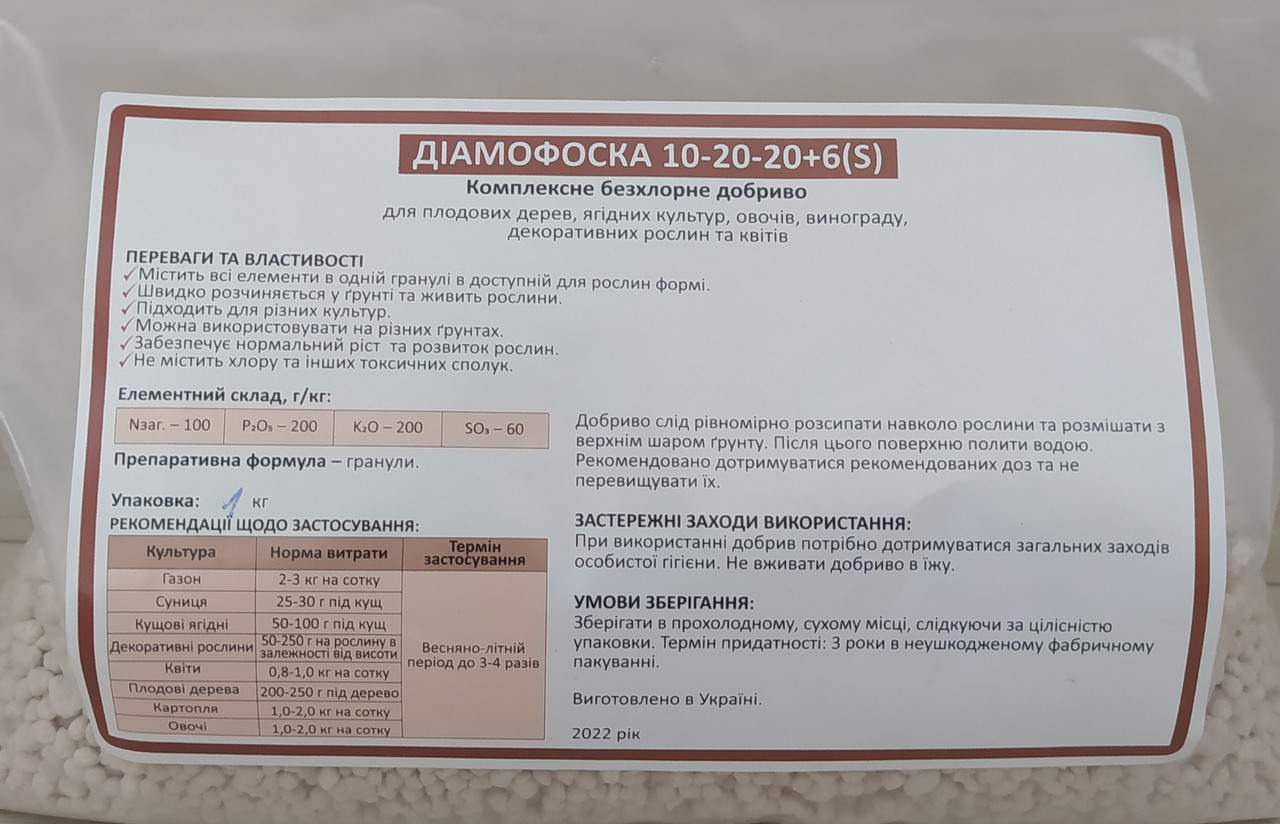 ДІАМОФОСКА 10-20-20+6(S)
Комплексне безхлорне добриво
для плодових дерев, ягідних культур, овочів, винограду,
декоративних рослин та квітів
ПЕРЕВАГИ ТА ВЛАСТИВОСТІ
✓Містить всі елементи в одній гранулі в доступній для рослин формі.
✓Швидко розчиняється у ґрунті та живить рослини.
✓Підходить для різних культур.
✓Можна використовувати на різних ґрунтах.
✓Забезпечує нормальний ріст та розвиток рослин.
✓Не містить хлору та інших токсичних сполук.
Елементний склад, г/кг:
Nзаг. – 100 P₂O₅ – 200 K₂O – 200 SO₃ – 60
Препаративна формула – гранули.
Упаковка: 1 кг
РЕКОМЕНДАЦІЇ ЩОДО ЗАСТОСУВАННЯ:
Культура Норма витрати Термін
застосування
Газон 2-3 кг на сотку
Суниця 25-30 г під кущ
Кущові ягідні 50-100 г під кущ
Декоративні рослини 50-250 г на рослину в
залежності від висоти
Квіти 0,8-1,0 кг на сотку
Плодові дерева 200-250 г під дерево
Картопля 1,0-2,0 кг на сотку
Овочі 1,0-2,0 кг на сотку
Весняно-літній
період до 3-4 разів
Добриво слід рівномірно розсипати навколо рослини та розмішати з
верхнім шаром ґрунту. Після цього поверхню полити водою.
Рекомендовано дотримуватися рекомендованих доз та не
перевищувати їх.
ЗАСТЕРЕЖНІ ЗАХОДИ ВИКОРИСТАННЯ:
При використанні добрив потрібно дотримуватися загальних заходів
особистої гігієни. Не вживати добриво в їжу.
УМОВИ ЗБЕРІГАННЯ:
Зберігати в прохолодному, сухому місці, слідкуючи за цілісністю
упаковки. Термін придатності: 3 роки в неушкодженому фабричному
пакуванні.
Виготовлено в Україні.
2022 рік